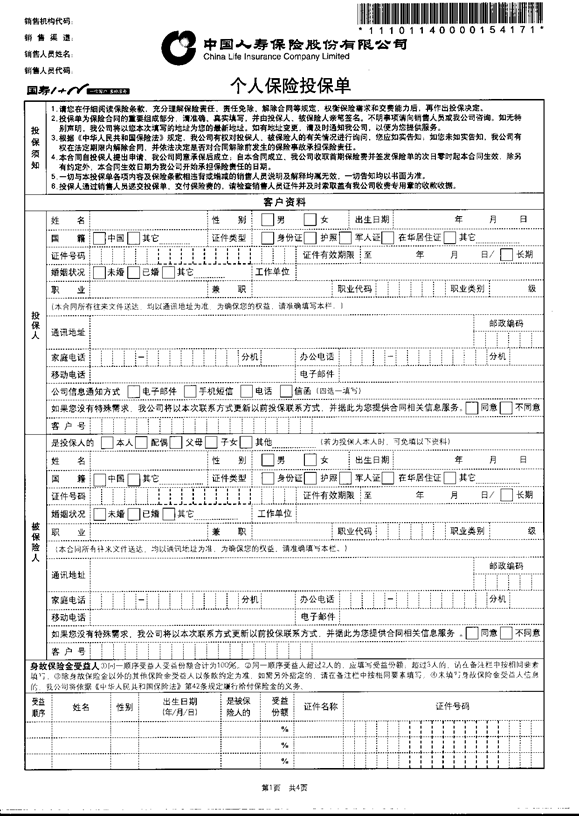 销售机构代码:
*11101140000154171*
销 售 渠 道:
销售人员姓名:
销售人员代码:
中国人寿保险股份有限公司
China Life Insurance Company Limited
国寿1+N
个人保险投保单
投保须知
1.请您在仔细阅读保险条款，充分理解保险责任、责任免除、解除合同等规定，权衡保险需求和交费能力后，再作出投保决定。
2.投保单为保险合同的重要组成部分，请准确、真实填写，并由投保人、被保险人亲笔签名。不明事项请向销售人员或我公司咨询。如无特
别声明，我公司将以您本次填写的地址为您的最新地址。如有地址变更，请及时通知我公司，以便为您提供服务。
3.根据《中华人民共和国保险法》规定，我公司有权对投保人、被保险人的有关情况进行询问，您应如实告知；如您未如实告知，我公司有
权在法定期限内解除合同，并依法决定是否对合同解除前发生的保险事故承担保险责任。
4.本合同自投保人提出申请、我公司同意承保后成立；自本合同成立、我公司收取首期保险费并签发保险单的次日零时起本合同生效，除另
有约定外，本合同生效日期为我公司开始承担保险责任的日期。
5.一切与本投保单各项内容及保险条款相违背或增减的销售人员说明及解释均属无效，一切告知均以书面为准。
6.投保人通过销售人员递交投保单、交付保险费的，请检查销售人员证件并及时索取盖有我公司收费专用章的收款收据。
客户资料
投保人
姓 名 性 别 男 女 出生日期 年 月 日
国 籍 中国 其它 证件类型 身份证 护照 军人证 在华居住证 其它
证件号码 证件有效期限 至 年 月 日/ 长期
婚姻状况 未婚 已婚 其它 工作单位
职 业 兼 职 职业代码 职业类别 级
(本合同所有往来文件送达，均以通讯地址为准，为确保您的权益，请准确填写本栏。)
通讯地址 邮政编码
家庭电话 - 分机 办公电话 - 分机
移动电话 电子邮件
公司信息通知方式 电子邮件 手机短信 电话 信函 (四选一填写)
如果您没有特殊需求，我公司将以本次联系方式更新以前投保联系方式，并据此为您提供合同相关信息服务。 同意 不同意
客 户 号
被保险人
是投保人的 本人 配偶 父母 子女 其他 (若为投保人本人时，可免填以下资料)
姓 名 性 别 男 女 出生日期 年 月 日
国 籍 中国 其它 证件类型 身份证 护照 军人证 在华居住证 其它
证件号码 证件有效期限 至 年 月 日/ 长期
婚姻状况 未婚 已婚 其它 工作单位
职 业 兼 职 职业代码 职业类别 级
(本合同所有往来文件送达，均以通讯地址为准，为确保您的权益，请准确填写本栏。)
通讯地址 邮政编码
家庭电话 - 分机 办公电话 - 分机
移动电话 电子邮件
如果您没有特殊需求，我公司将以本次联系方式更新以前投保联系方式，并据此为您提供合同相关信息服务。 同意 不同意
客 户 号
身故保险金受益人 ①同一顺序受益人受益份额合计为100%。②同一顺序受益人超过2人的，应填写受益份额，超过3人的，请在备注栏中按相同要素
填写。③除身故保险金以外的其他保险金受益人以条款约定为准，如需另外指定的，请在备注栏中按相同要素填写。④未填写身故保险金受益人信息
的，我公司将依据《中华人民共和国保险法》第42条规定履行给付保险金的义务。
受益顺序 姓名 性别 出生日期(年/月/日) 是被保险人的 受益份额 证件名称 证件号码
%
%
%
第1页 共4页